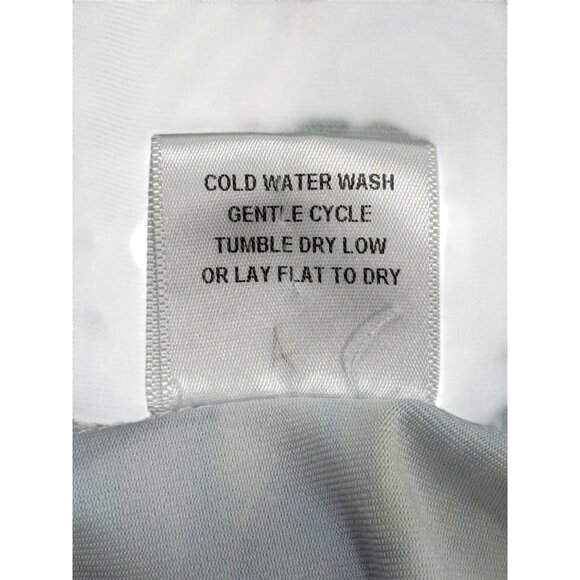 COLD WATER WASH
GENTLE CYCLE
TUMBLE DRY LOW
OR LAY FLAT TO DRY